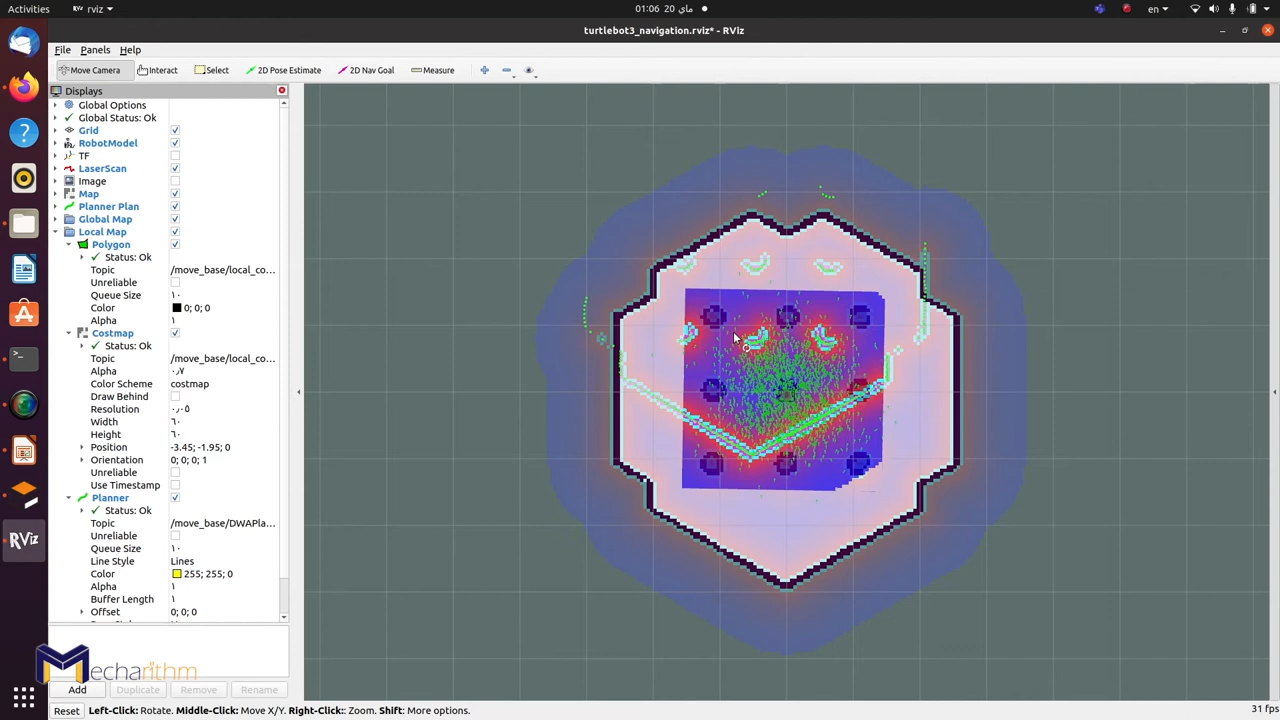 Activities
rviz
01:06 20 ماي
en
turtlebot3_navigation.rviz* - RViz
File Panels Help
Move Camera Interact Select 2D Pose Estimate 2D Nav Goal Measure
Displays
Global Options
Global Status: Ok
Grid
RobotModel
TF
LaserScan
Image
Map
Planner Plan
Global Map
Local Map
Polygon
Status: Ok
Topic /move_base/local_co...
Unreliable
Queue Size ١٠
Color 0; 0; 0
Alpha ١
Costmap
Status: Ok
Topic /move_base/local_co...
Alpha ٠٫٧
Color Scheme costmap
Draw Behind
Resolution ٠٫٠٥
Width ٦٠
Height ٦٠
Position -3.45; -1.95; 0
Orientation 0; 0; 0; 1
Unreliable
Use Timestamp
Planner
Status: Ok
Topic /move_base/DWAPla...
Unreliable
Queue Size ١٠
Line Style Lines
Color 255; 255; 0
Alpha ١
Buffer Length ١
Offset 0; 0; 0
RViz
Mecharithm
Add Duplicate Remove Rename
Reset Left-Click: Rotate. Middle-Click: Move X/Y. Right-Click:: Zoom. Shift: More options. 31 fps